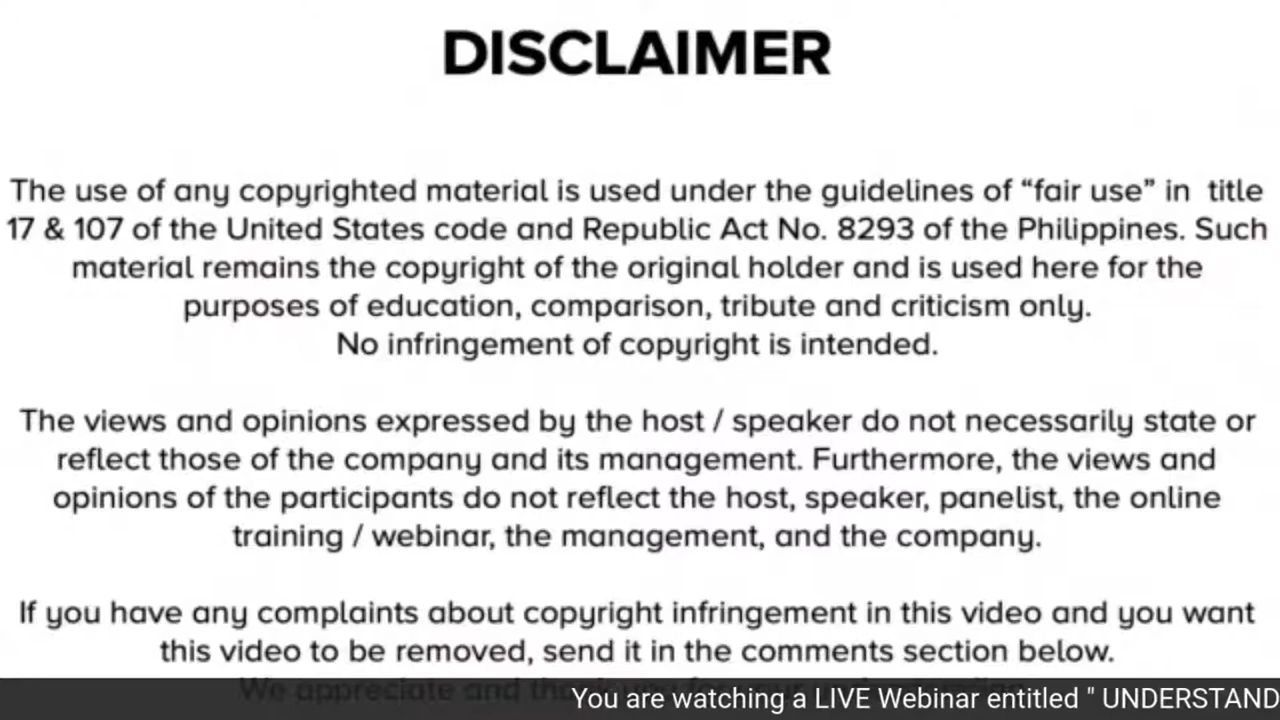 DISCLAIMER
The use of any copyrighted material is used under the guidelines of “fair use” in title
17 & 107 of the United States code and Republic Act No. 8293 of the Philippines. Such
material remains the copyright of the original holder and is used here for the
purposes of education, comparison, tribute and criticism only.
No infringement of copyright is intended.
The views and opinions expressed by the host / speaker do not necessarily state or
reflect those of the company and its management. Furthermore, the views and
opinions of the participants do not reflect the host, speaker, panelist, the online
training / webinar, the management, and the company.
If you have any complaints about copyright infringement in this video and you want
this video to be removed, send it in the comments section below.
We appreciate and
You are watching a LIVE Webinar entitled " UNDERSTAND